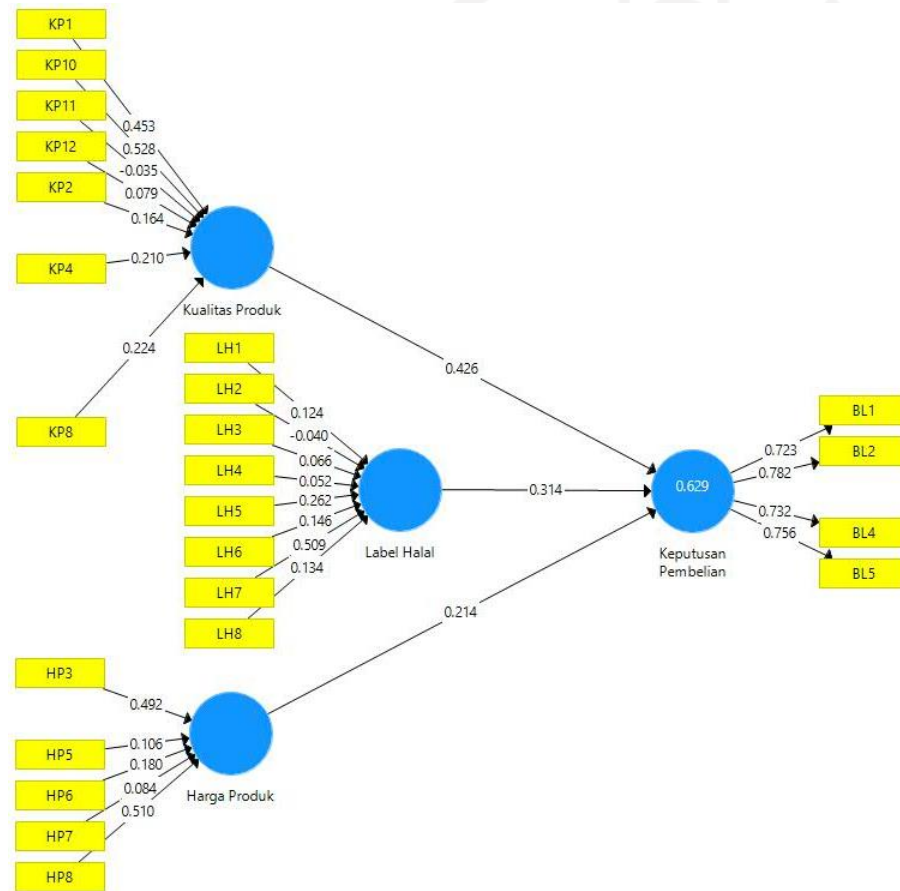 KP1
KP10
KP11
KP12
KP2
KP4
KP8
0.453
0.528
-0.035
0.079
0.164
0.210
0.224
Kualitas Produk
LH1
LH2
LH3
LH4
LH5
LH6
LH7
LH8
0.124
-0.040
0.066
0.052
0.262
0.146
0.509
0.134
Label Halal
HP3
HP5
HP6
HP7
HP8
0.492
0.106
0.180
0.084
0.510
Harga Produk
0.426
0.314
0.214
0.629
Keputusan
Pembelian
0.723
0.782
0.732
0.756
BL1
BL2
BL4
BL5